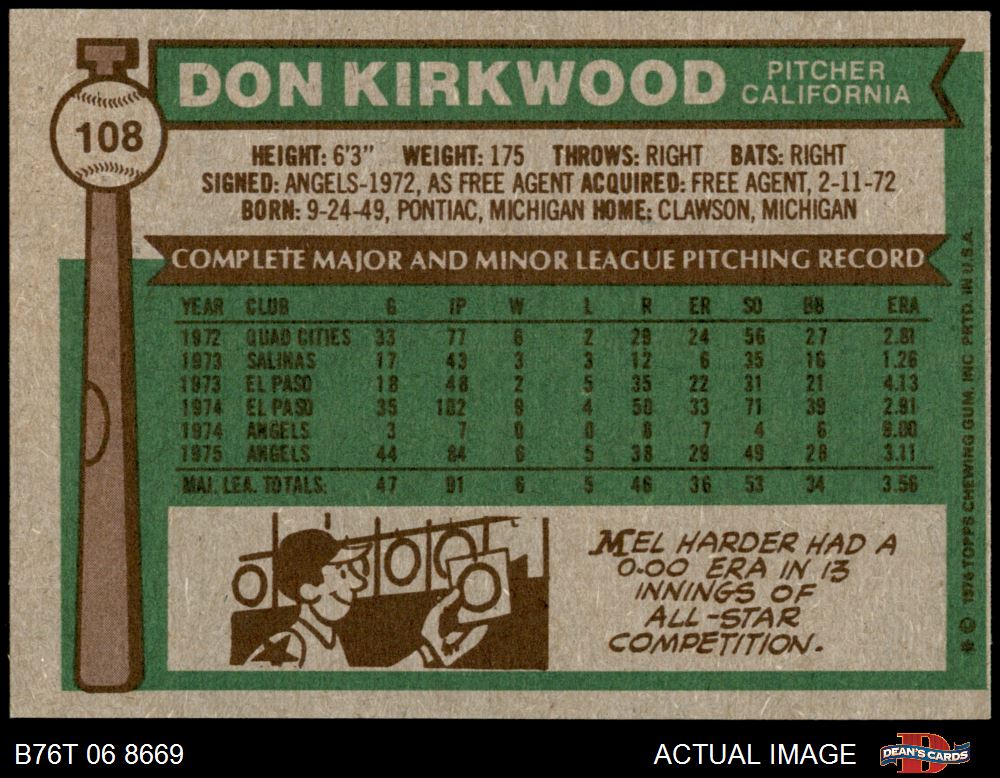 108
DON KIRKWOOD
PITCHER
CALIFORNIA
HEIGHT: 6'3" WEIGHT: 175 THROWS: RIGHT BATS: RIGHT
SIGNED: ANGELS-1972, AS FREE AGENT ACQUIRED: FREE AGENT, 2-11-72
BORN: 9-24-49, PONTIAC, MICHIGAN HOME: CLAWSON, MICHIGAN
COMPLETE MAJOR AND MINOR LEAGUE PITCHING RECORD
YEAR CLUB G IP W L R ER SO BB ERA
1972 QUAD CITIES 33 77 6 2 29 24 56 27 2.81
1973 SALINAS 17 43 3 3 12 6 35 16 1.26
1973 EL PASO 18 48 2 5 35 22 31 21 4.13
1974 EL PASO 35 102 9 4 50 33 71 39 2.91
1974 ANGELS 3 7 0 0 8 7 4 6 9.00
1975 ANGELS 44 84 6 5 38 29 49 28 3.11
MAJ. LEA. TOTALS: 47 91 6 5 46 36 53 34 3.56
MEL HARDER HAD A
0.00 ERA IN 13
INNINGS OF
ALL-STAR
COMPETITION.
* © 1976 TOPPS CHEWING GUM, INC. PRTD. IN U.S.A.
B76T 06 8669
ACTUAL IMAGE
DEAN'S CARDS